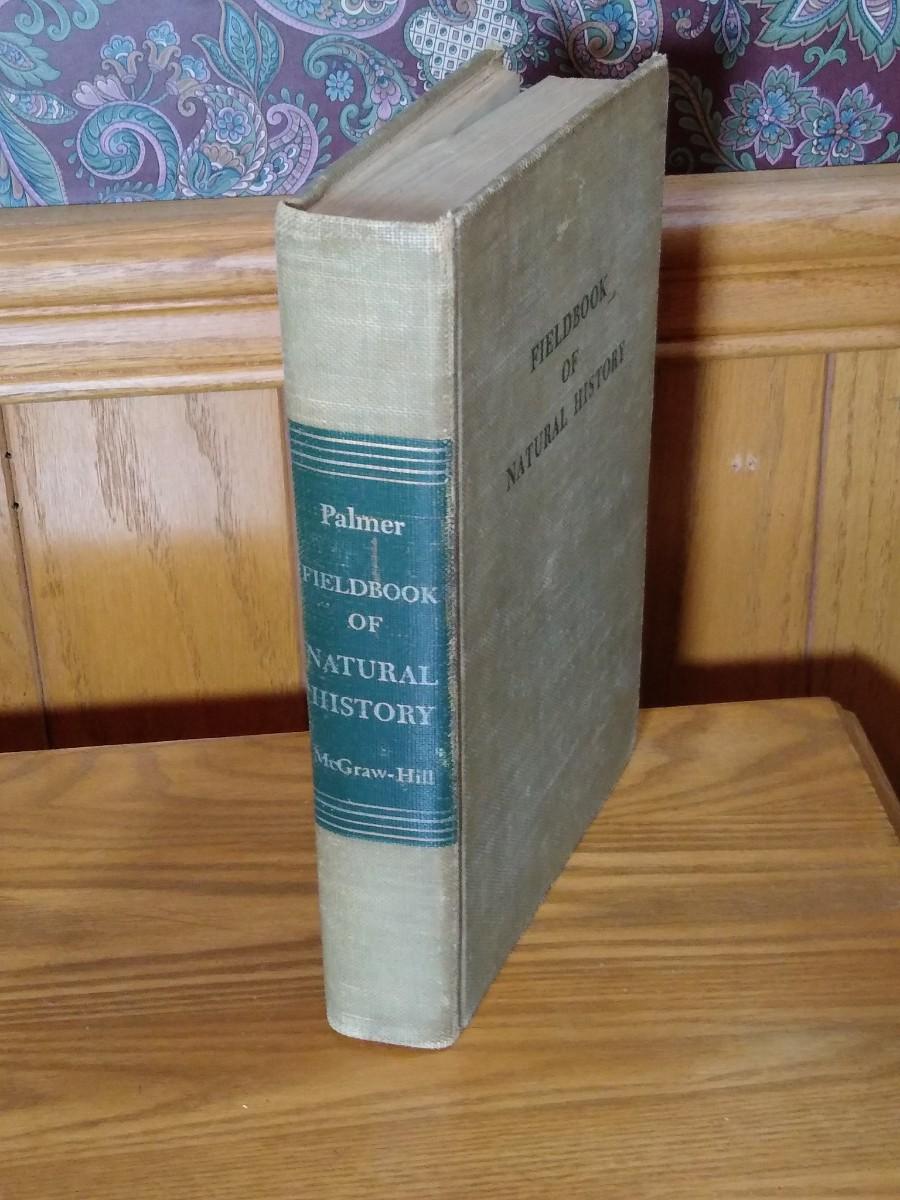 Palmer
FIELDBOOK
OF
NATURAL
HISTORY
McGraw-Hill
FIELDBOOK
OF
NATURAL HISTORY